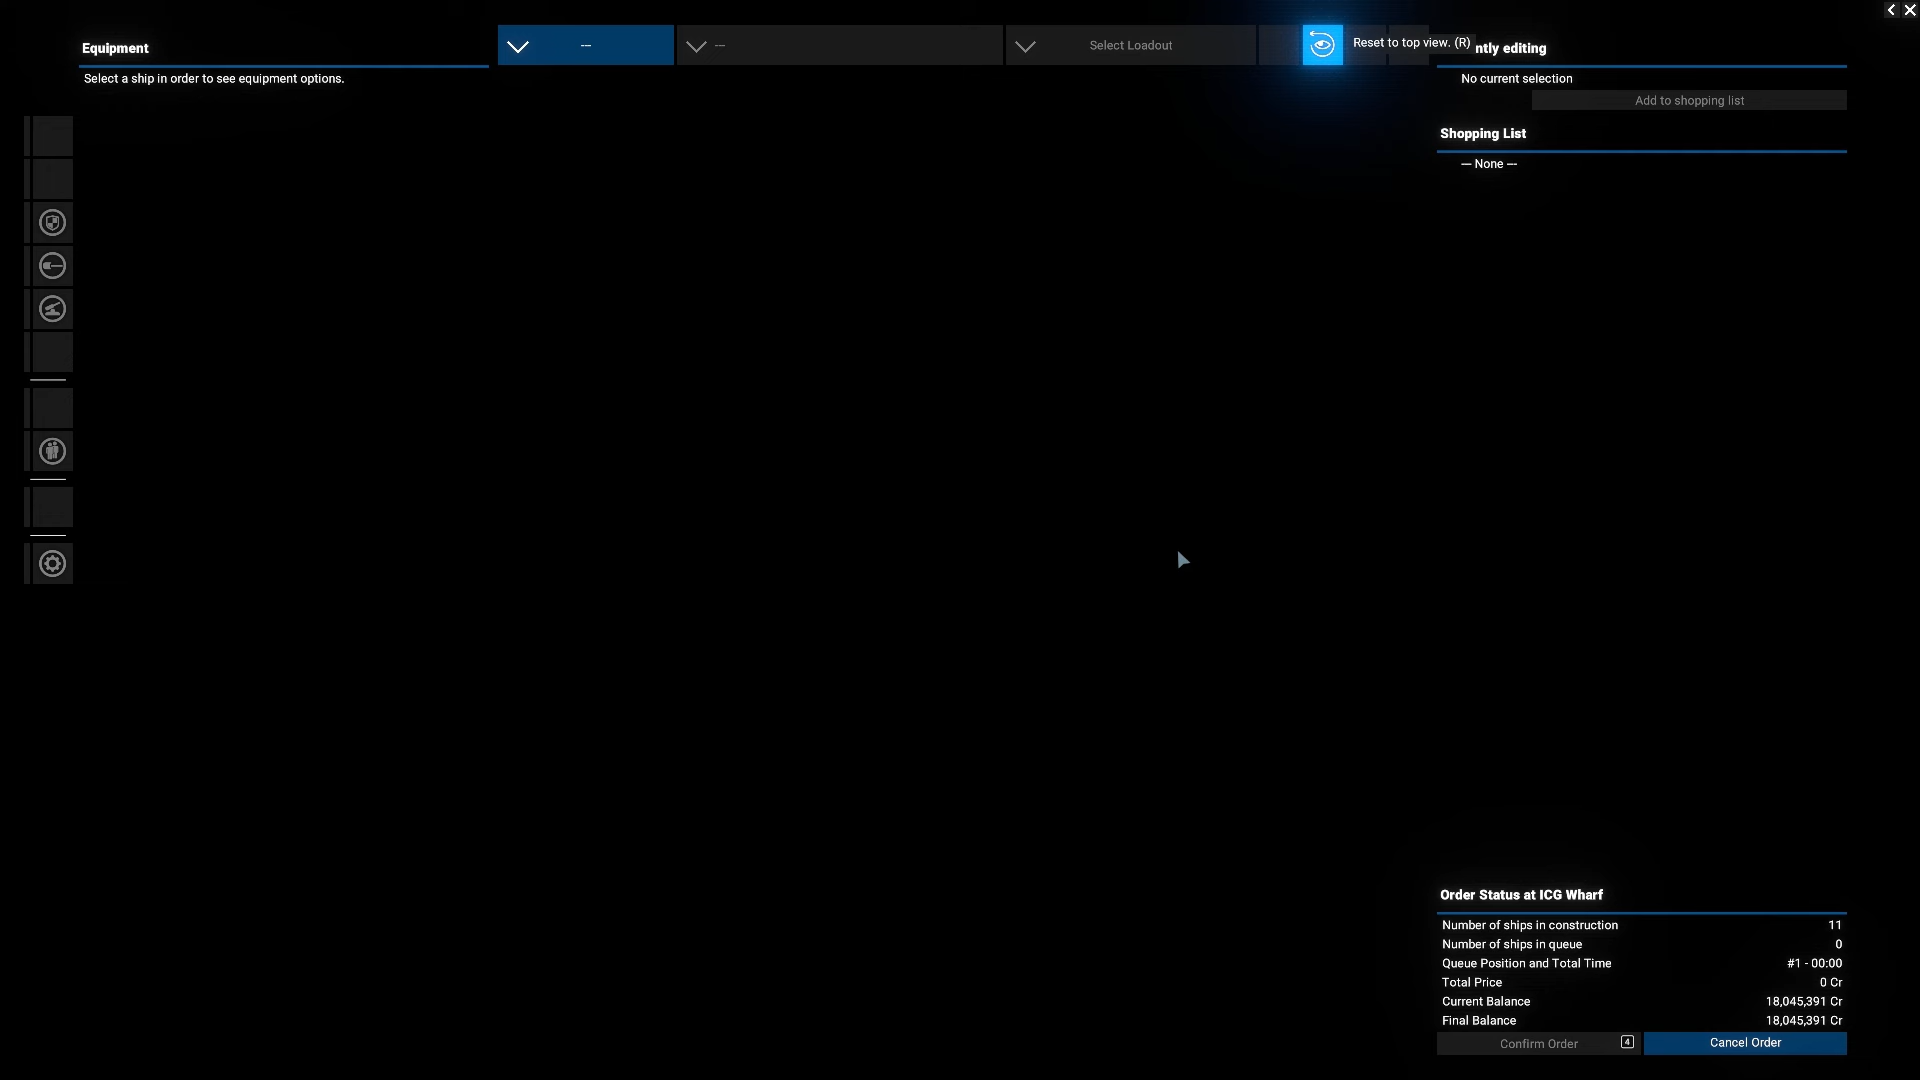 Equipment
Select a ship in order to see equipment options.
---
---
Select Loadout
Reset to top view. (R)
ntly editing
No current selection
Add to shopping list
Shopping List
--- None ---
Order Status at ICG Wharf
Number of ships in construction 11
Number of ships in queue 0
Queue Position and Total Time #1 - 00:00
Total Price 0 Cr
Current Balance 18,045,391 Cr
Final Balance 18,045,391 Cr
Confirm Order 4
Cancel Order